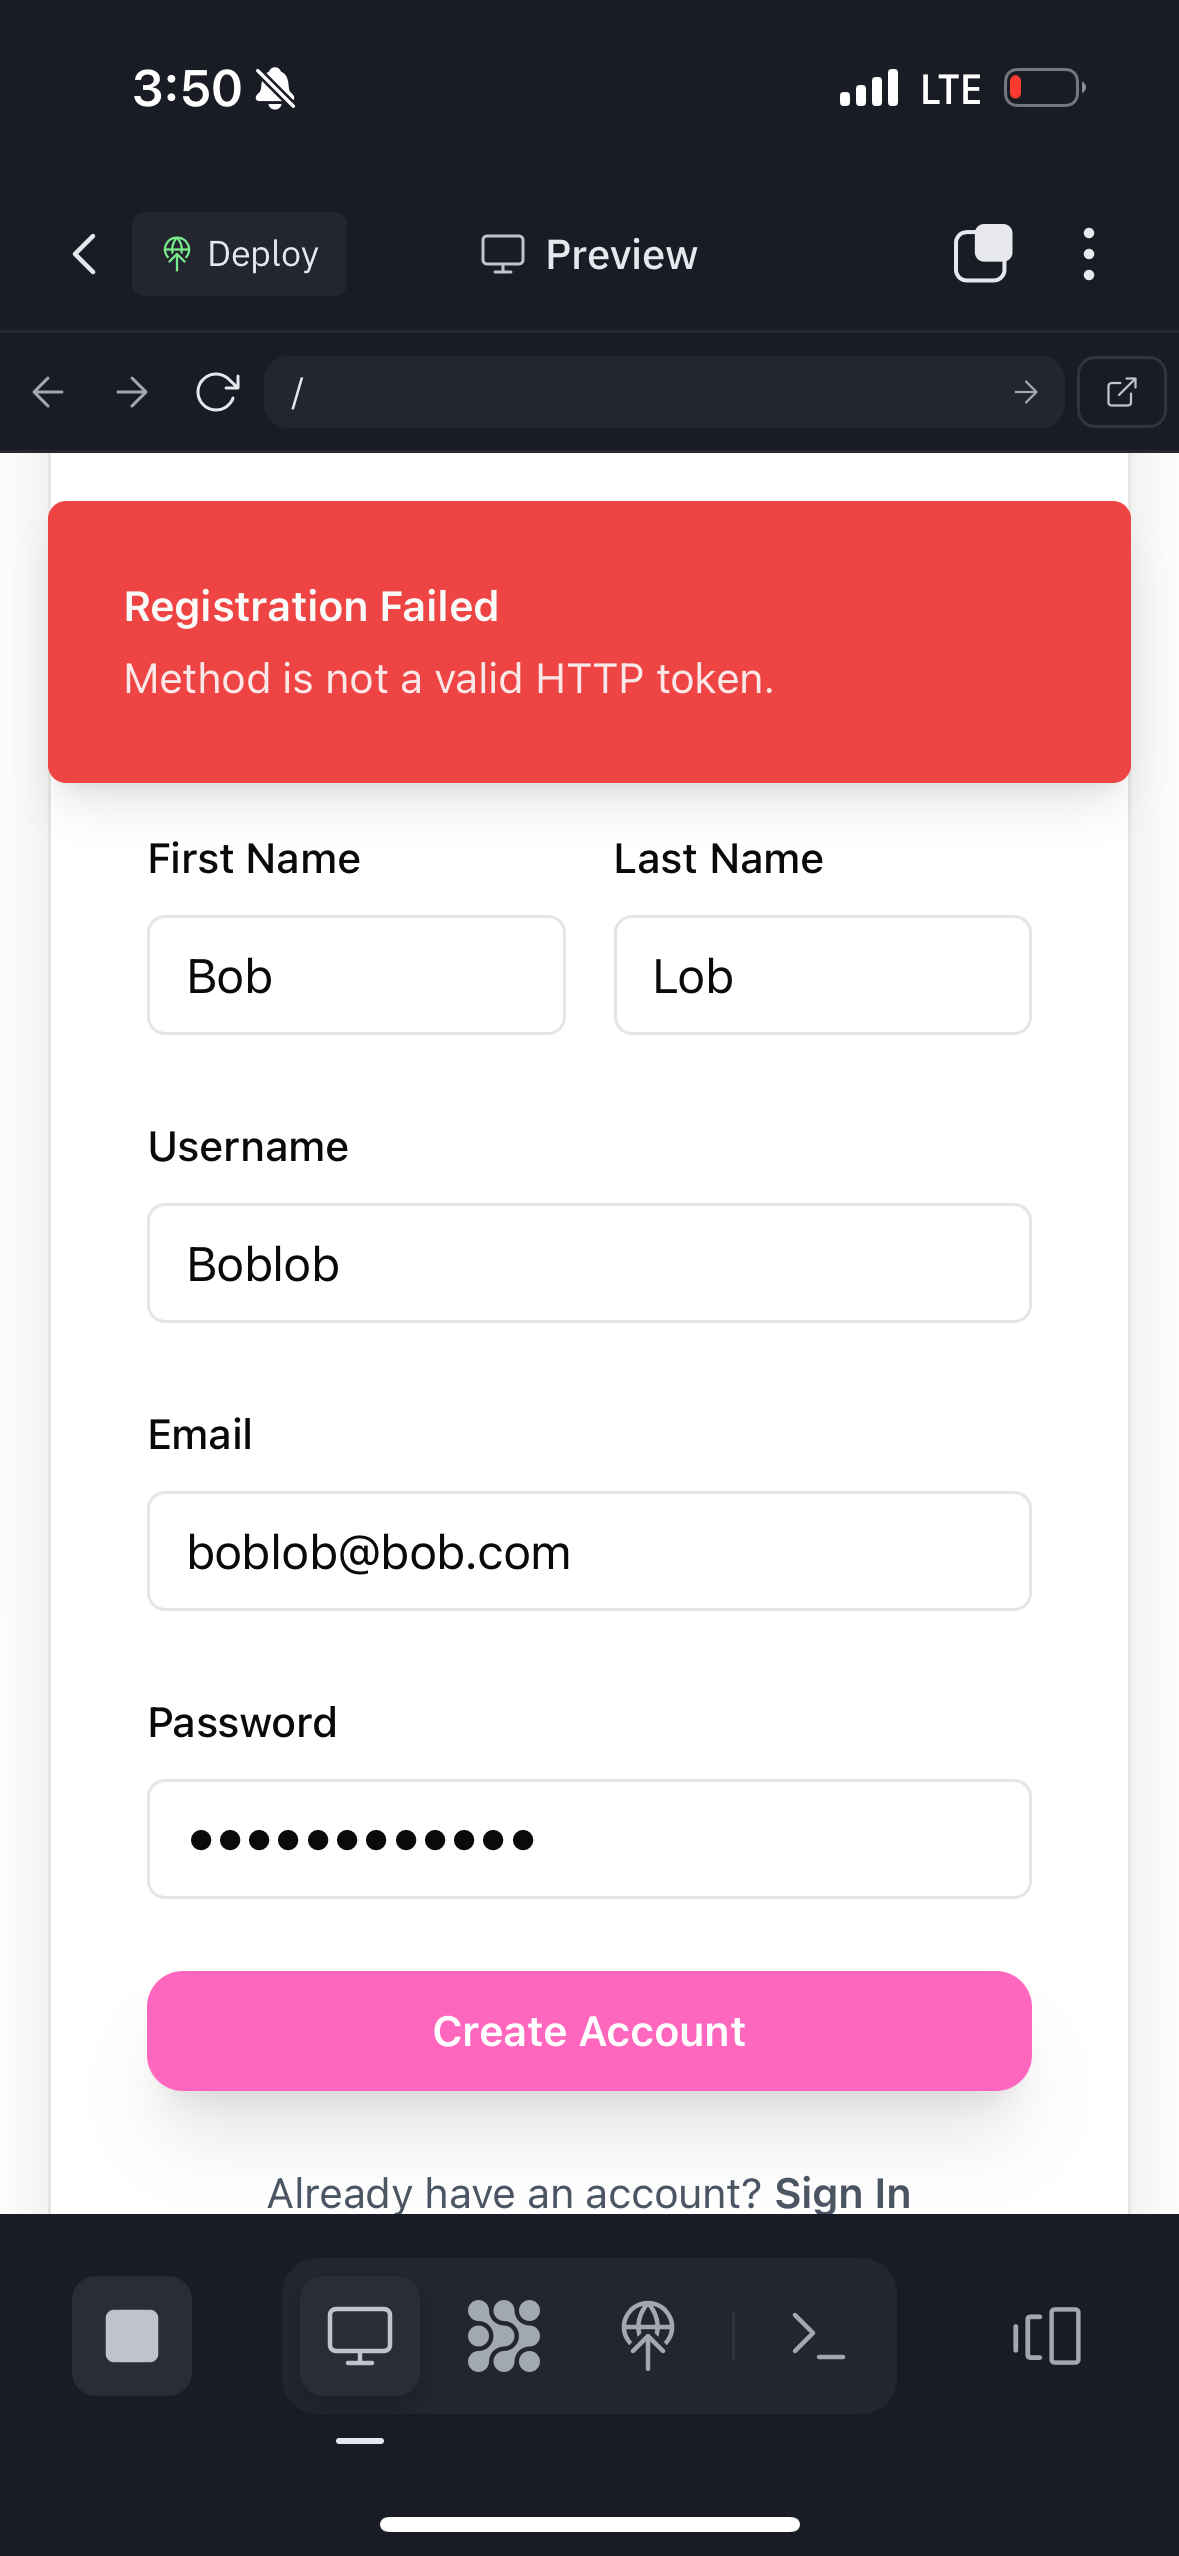 3:50 LTE
Deploy Preview
/
Registration Failed
Method is not a valid HTTP token.
First Name Last Name
Bob Lob
Username
Boblob
Email
boblob@bob.com
Password
••••••••••••
Create Account
Already have an account? Sign In